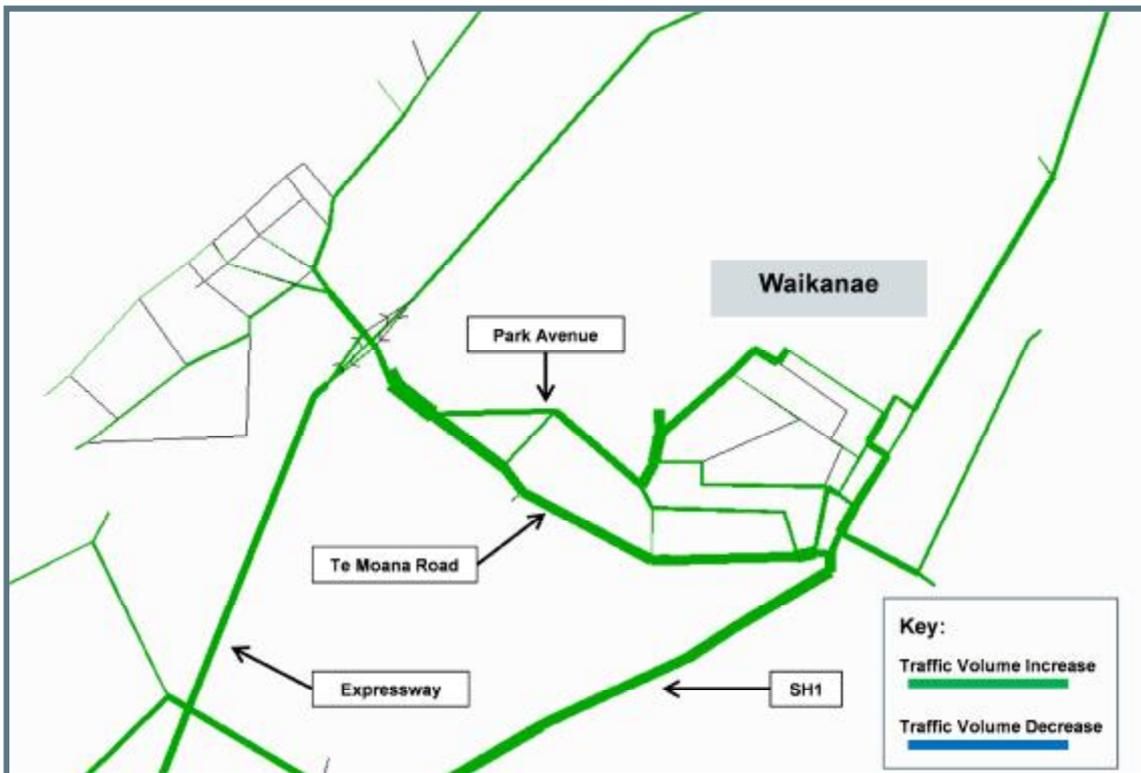 Waikanae
Park Avenue
Te Moana Road
Expressway
SH1
Key:
Traffic Volume Increase
Traffic Volume Decrease